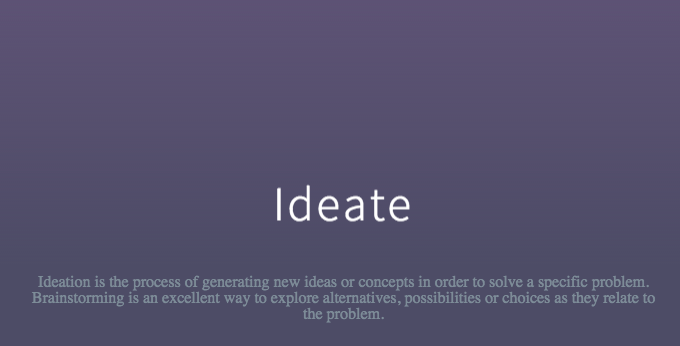 Ideate
Ideation is the process of generating new ideas or concepts in order to solve a specific problem.
Brainstorming is an excellent way to explore alternatives, possibilities or choices as they relate to
the problem.